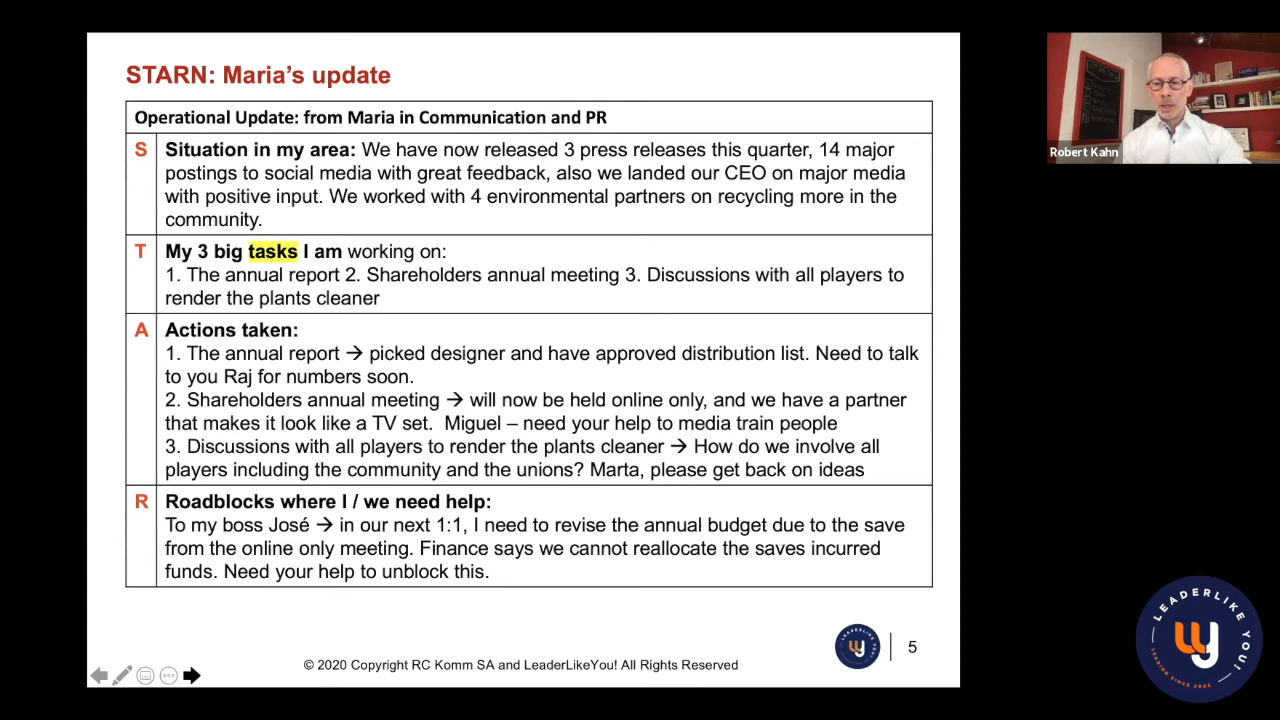 STARN: Maria's update
Operational Update: from Maria in Communication and PR
S Situation in my area: We have now released 3 press releases this quarter, 14 major
postings to social media with great feedback, also we landed our CEO on major media
with positive input. We worked with 4 environmental partners on recycling more in the
community.
T My 3 big tasks I am working on:
1. The annual report 2. Shareholders annual meeting 3. Discussions with all players to
render the plants cleaner
A Actions taken:
1. The annual report → picked designer and have approved distribution list. Need to talk
to you Raj for numbers soon.
2. Shareholders annual meeting → will now be held online only, and we have a partner
that makes it look like a TV set.  Miguel – need your help to media train people
3. Discussions with all players to render the plants cleaner → How do we involve all
players including the community and the unions? Marta, please get back on ideas
R Roadblocks where I / we need help:
To my boss José → in our next 1:1, I need to revise the annual budget due to the save
from the online only meeting. Finance says we cannot reallocate the saves incurred
funds. Need your help to unblock this.
© 2020 Copyright RC Komm SA and LeaderLikeYou! All Rights Reserved
5
Robert Kahn
LEADERLIKE YOU!
LEADING SINCE 2002